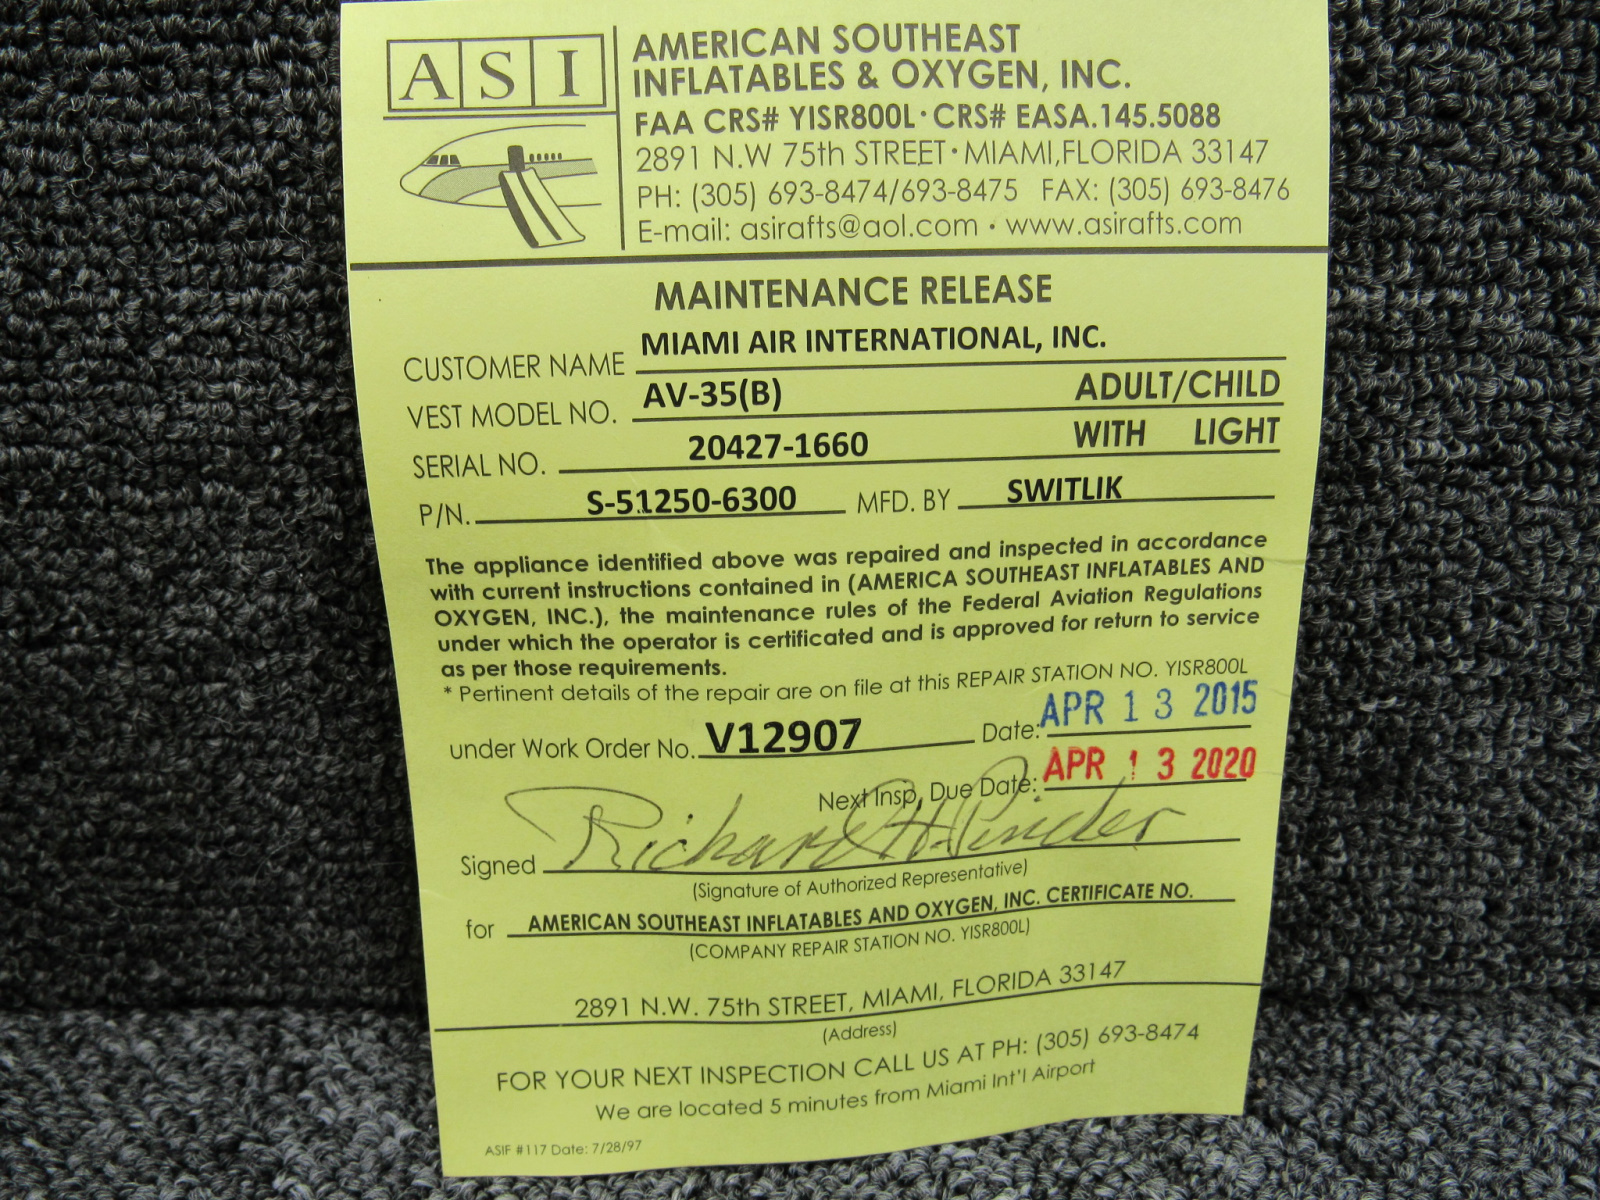 ASI
AMERICAN SOUTHEAST
INFLATABLES & OXYGEN, INC.
FAA CRS# YISR800L · CRS# EASA.145.5088
2891 N.W 75th STREET · MIAMI,FLORIDA 33147
PH: (305) 693-8474/693-8475 FAX: (305) 693-8476
E-mail: asirafts@aol.com · www.asirafts.com
MAINTENANCE RELEASE
CUSTOMER NAME MIAMI AIR INTERNATIONAL, INC.
VEST MODEL NO. AV-35(B) ADULT/CHILD
SERIAL NO. 20427-1660 WITH LIGHT
P/N. S-51250-6300 MFD. BY SWITLIK
The appliance identified above was repaired and inspected in accordance
with current instructions contained in (AMERICA SOUTHEAST INFLATABLES AND
OXYGEN, INC.), the maintenance rules of the Federal Aviation Regulations
under which the operator is certificated and is approved for return to service
as per those requirements.
* Pertinent details of the repair are on file at this REPAIR STATION NO. YISR800L
under Work Order No. V12907 Date: APR 13 2015
Next Insp, Due Date: APR 13 2020
Signed Richard H. Pinder
(Signature of Authorized Representative)
for AMERICAN SOUTHEAST INFLATABLES AND OXYGEN, INC. CERTIFICATE NO.
(COMPANY REPAIR STATION NO. YISR800L)
2891 N.W. 75th STREET, MIAMI, FLORIDA 33147
(Address)
FOR YOUR NEXT INSPECTION CALL US AT PH: (305) 693-8474
We are located 5 minutes from Miami Int'l Airport
ASIF #117 Date: 7/28/97